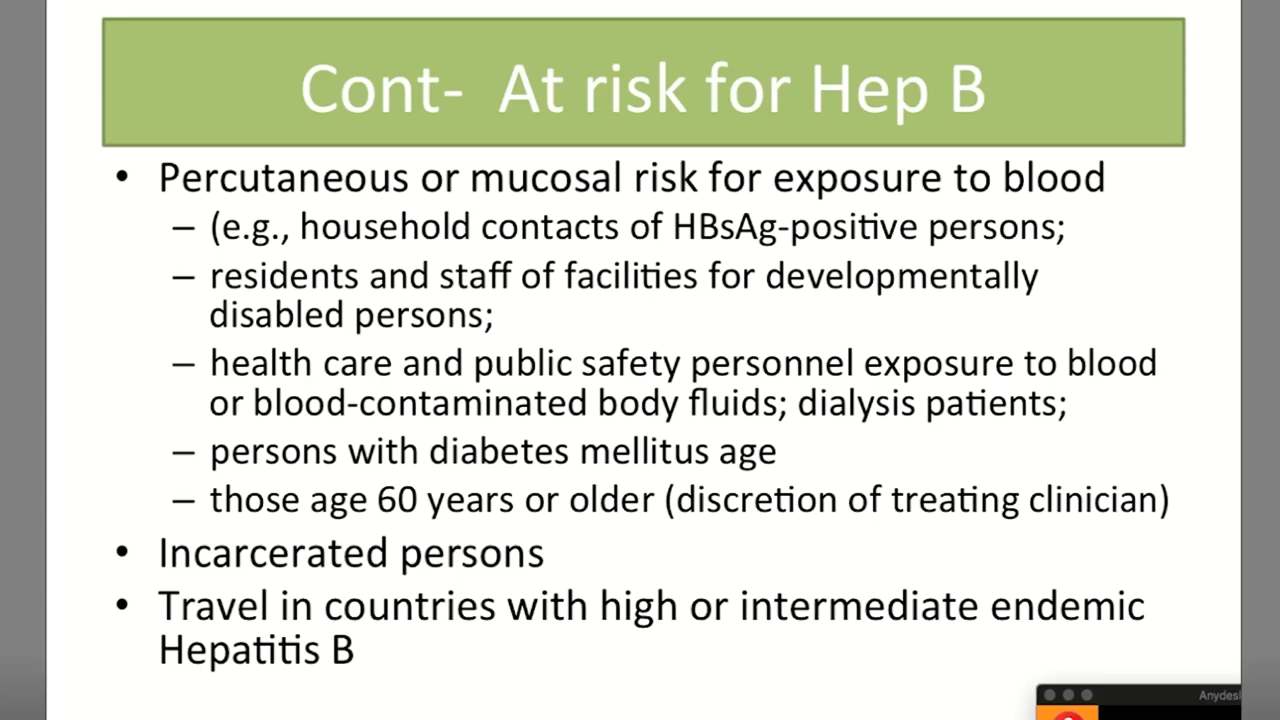 Cont- At risk for Hep B
• Percutaneous or mucosal risk for exposure to blood
– (e.g., household contacts of HBsAg-positive persons;
– residents and staff of facilities for developmentally
disabled persons;
– health care and public safety personnel exposure to blood
or blood-contaminated body fluids; dialysis patients;
– persons with diabetes mellitus age
– those age 60 years or older (discretion of treating clinician)
• Incarcerated persons
• Travel in countries with high or intermediate endemic
Hepatitis B